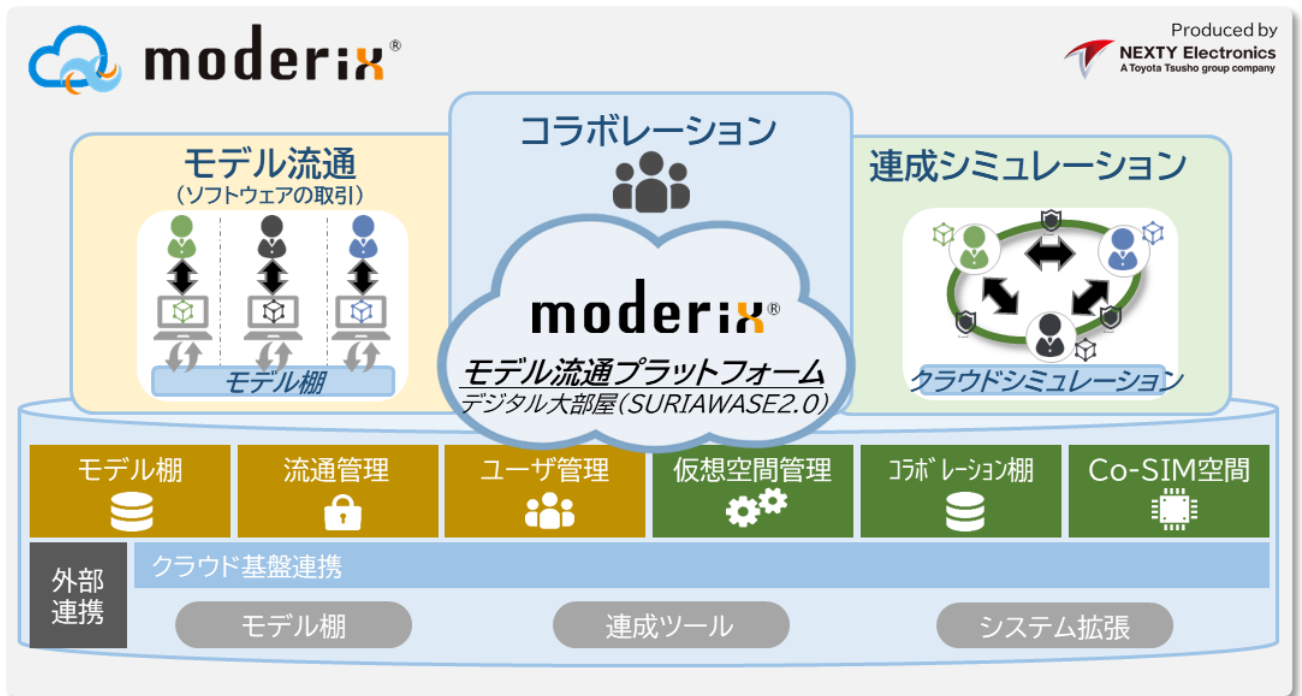 moderix®
Produced by
NEXTY Electronics
A Toyota Tsusho group company
コラボレーション
モデル流通
(ソフトウェアの取引)
モデル棚
moderix®
モデル流通プラットフォーム
デジタル大部屋(SURIAWASE2.0)
連成シミュレーション
クラウドシミュレーション
モデル棚
流通管理
ユーザ管理
仮想空間管理
ｺﾗﾎﾞﾚｰｼｮﾝ棚
Co-SIM空間
外部
連携
クラウド基盤連携
モデル棚
連成ツール
システム拡張